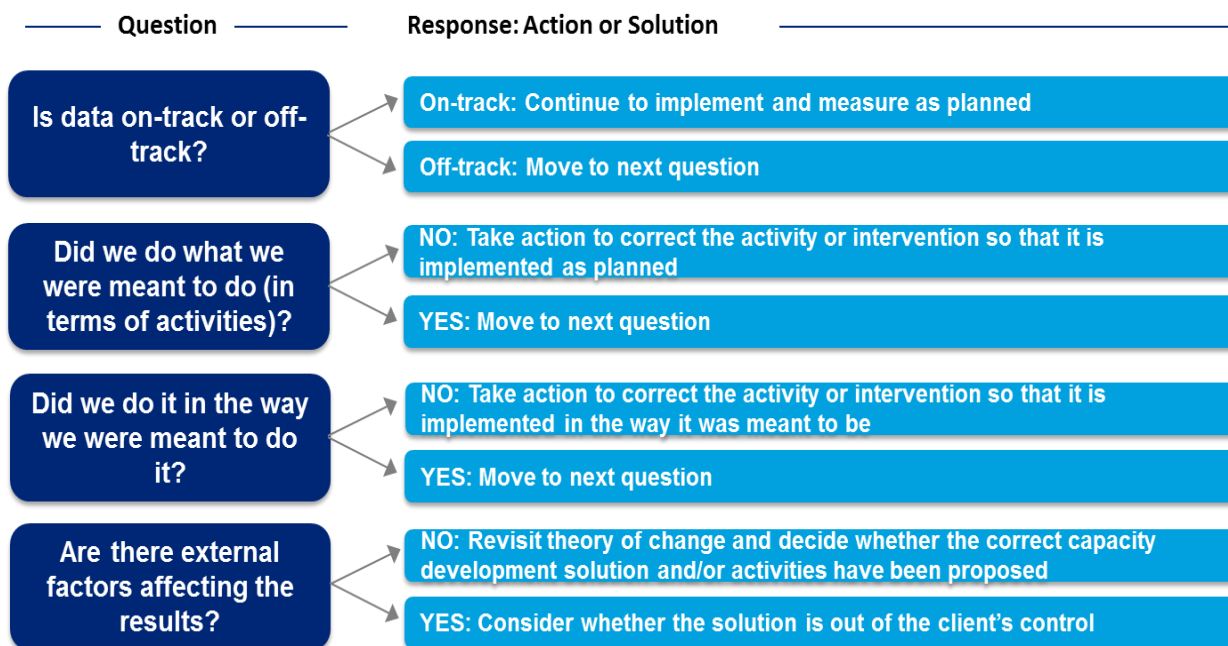 Question
Response: Action or Solution
Is data on-track or off-
track?
On-track: Continue to implement and measure as planned
Off-track: Move to next question
Did we do what we
were meant to do (in
terms of activities)?
NO: Take action to correct the activity or intervention so that it is
implemented as planned
YES: Move to next question
Did we do it in the way
we were meant to do
it?
NO: Take action to correct the activity or intervention so that it is
implemented in the way it was meant to be
YES: Move to next question
Are there external
factors affecting the
results?
NO: Revisit theory of change and decide whether the correct capacity
development solution and/or activities have been proposed
YES: Consider whether the solution is out of the client's control